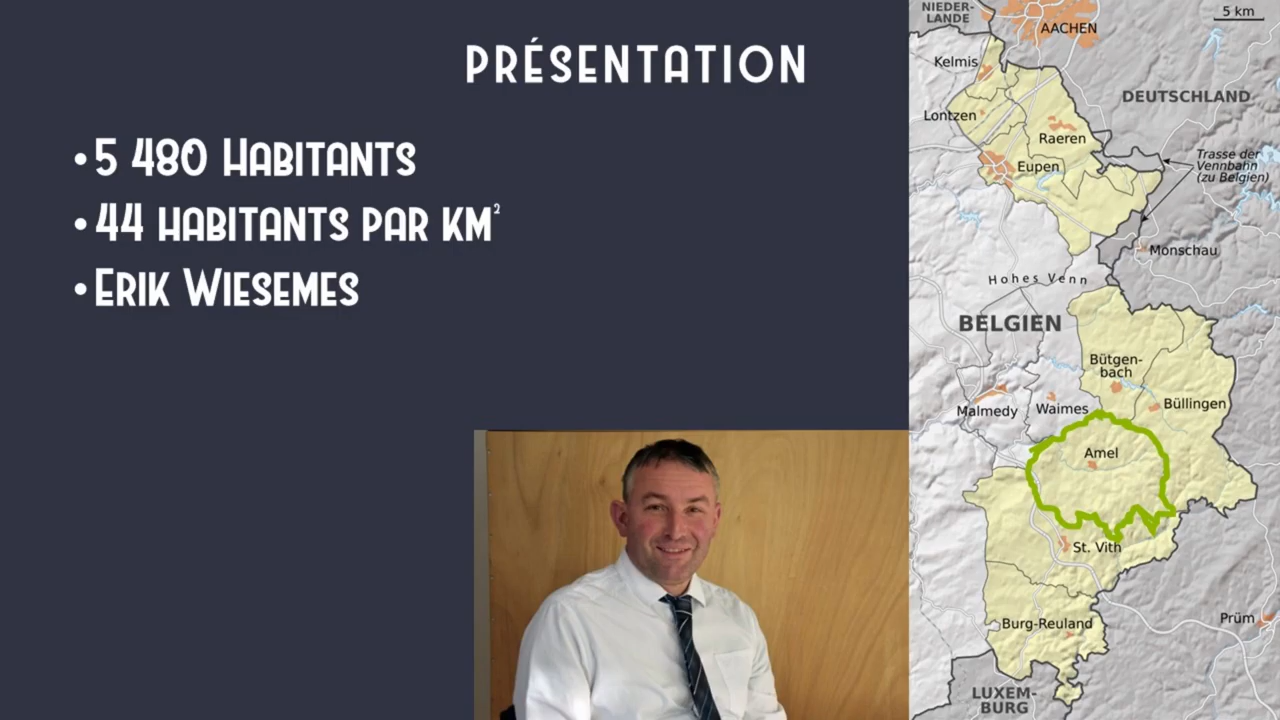 PRÉSENTATION
• 5 480 HABITANTS
• 44 HABITANTS PAR KM²
• ERIK WIESEMES
NIEDER-
LANDE
5 km
AACHEN
Kelmis
DEUTSCHLAND
Lontzen
Raeren
Trasse der
Vennbahn
(zu Belgien)
Eupen
Monschau
Hohes Venn
BELGIEN
Bütgen-
bach
Malmedy
Waimes
Büllingen
Amel
St. Vith
Burg-Reuland
Prüm
LUXEM-
BURG